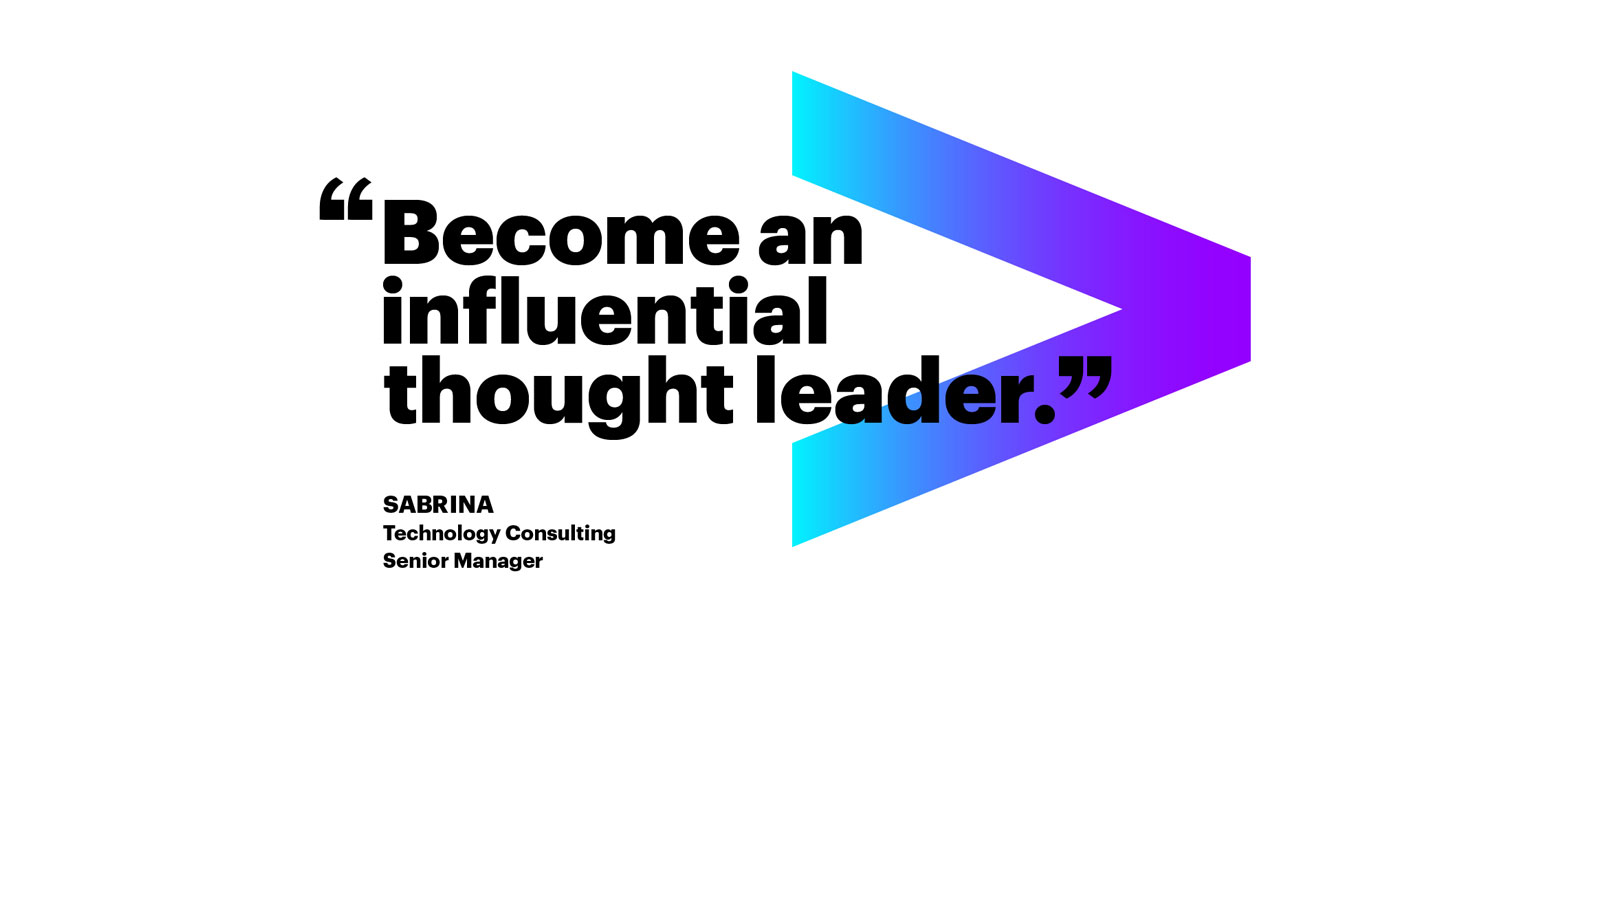 “Become an
influential
thought leader.”
SABRINA
Technology Consulting
Senior Manager